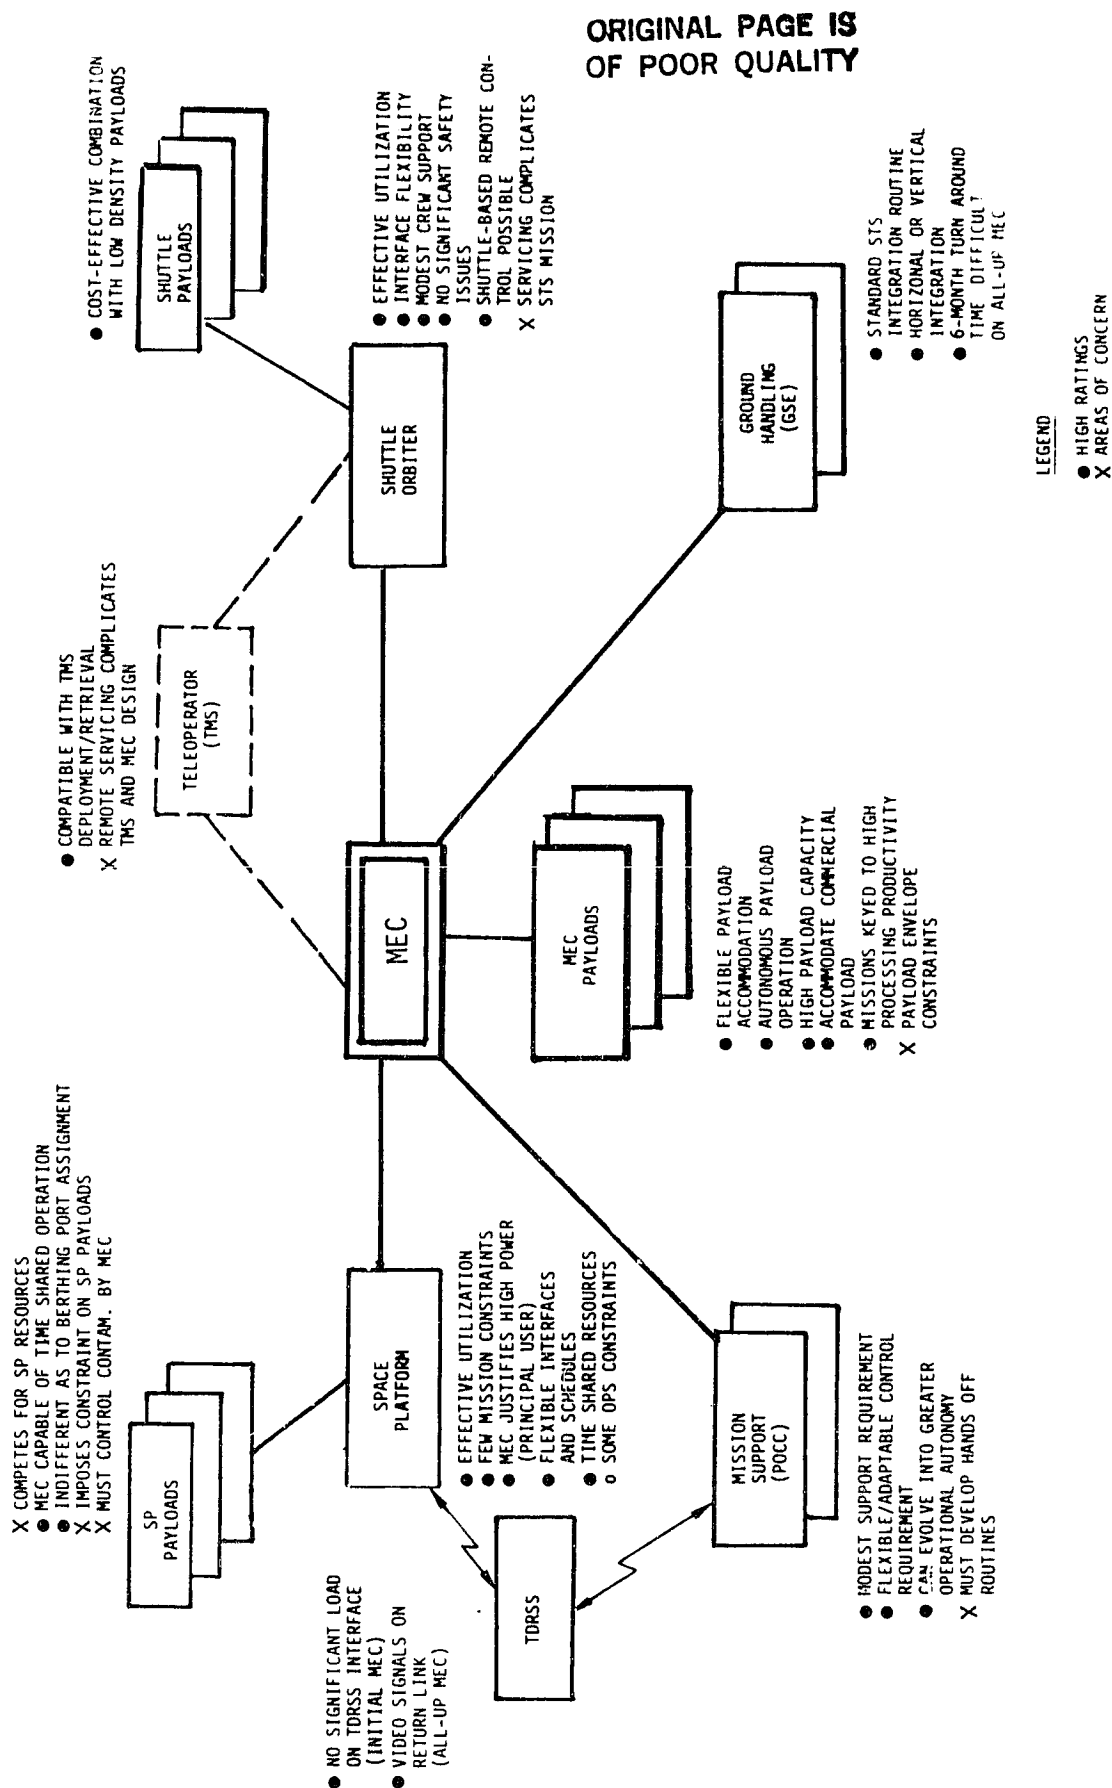 ORIGINAL PAGE IS
OF POOR QUALITY
X COMPETES FOR SP RESOURCES
● MEC CAPABLE OF TIME SHARED OPERATION
● INDIFFERENT AS TO BERTHING PORT ASSIGNMENT
X IMPOSES CONSTRAINT ON SP PAYLOADS
X MUST CONTROL CONTAM. BY MEC
SP
PAYLOADS
● COMPATIBLE WITH TMS
DEPLOYMENT/RETRIEVAL
X REMOTE SERVICING COMPLICATES
TMS AND MEC DESIGN
TELEOPERATOR
(TMS)
● COST-EFFECTIVE COMBINATION
WITH LOW DENSITY PAYLOADS
SHUTTLE
PAYLOADS
● NO SIGNIFICANT LOAD
ON TDRSS INTERFACE
(INITIAL MEC)
● VIDEO SIGNALS ON
RETURN LINK
(ALL-UP MEC)
SPACE
PLATFORM
● EFFECTIVE UTILIZATION
● FEW MISSION CONSTRAINTS
● MEC JUSTIFIES HIGH POWER
(PRINCIPAL USER)
● FLEXIBLE INTERFACES
AND SCHEDULES
● TIME SHARED RESOURCES
o SOME OPS CONSTRAINTS
MEC
SHUTTLE
ORBITER
● EFFECTIVE UTILIZATION
● INTERFACE FLEXIBILITY
● MODEST CREW SUPPORT
● NO SIGNIFICANT SAFETY
ISSUES
● SHUTTLE-BASED REMOTE CON-
TROL POSSIBLE
X SERVICING COMPLICATES
STS MISSION
TDRSS
MISSION
SUPPORT
(POCC)
● MODEST SUPPORT REQUIREMENT
● FLEXIBLE/ADAPTABLE CONTROL
REQUIREMENT
● CAN EVOLVE INTO GREATER
OPERATIONAL AUTONOMY
X MUST DEVELOP HANDS OFF
ROUTINES
MEC
PAYLOADS
● FLEXIBLE PAYLOAD
ACCOMMODATION
● AUTONOMOUS PAYLOAD
OPERATION
● HIGH PAYLOAD CAPACITY
● ACCOMMODATE COMMERCIAL
PAYLOAD
● MISSIONS KEYED TO HIGH
PROCESSING PRODUCTIVITY
X PAYLOAD ENVELOPE
CONSTRAINTS
GROUND
HANDLING
(GSE)
● STANDARD STS
INTEGRATION ROUTINE
● HORIZONAL OR VERTICAL
INTEGRATION
● 6-MONTH TURN AROUND
TIME DIFFICULT
ON ALL-UP MEC
LEGEND
● HIGH RATINGS
X AREAS OF CONCERN